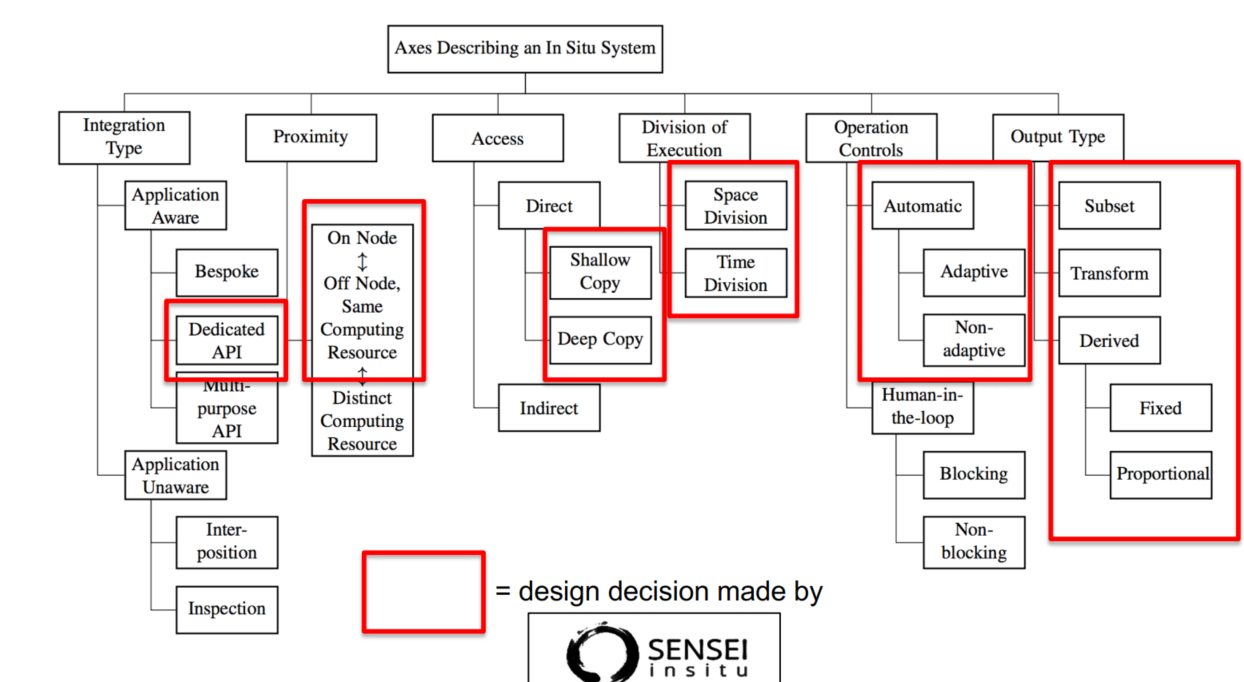 Axes Describing an In Situ System
Integration
Type
Proximity
Access
Division of
Execution
Operation
Controls
Output Type
Application
Aware
Bespoke
Dedicated
API
Multi-
purpose
API
Application
Unaware
Inter-
position
Inspection
On Node
↕
Off Node,
Same
Computing
Resource
↕
Distinct
Computing
Resource
Direct
Shallow
Copy
Deep Copy
Indirect
Space
Division
Time
Division
Automatic
Adaptive
Non-
adaptive
Human-in-
the-loop
Blocking
Non-
blocking
Subset
Transform
Derived
Fixed
Proportional
= design decision made by
SENSEI
insitu